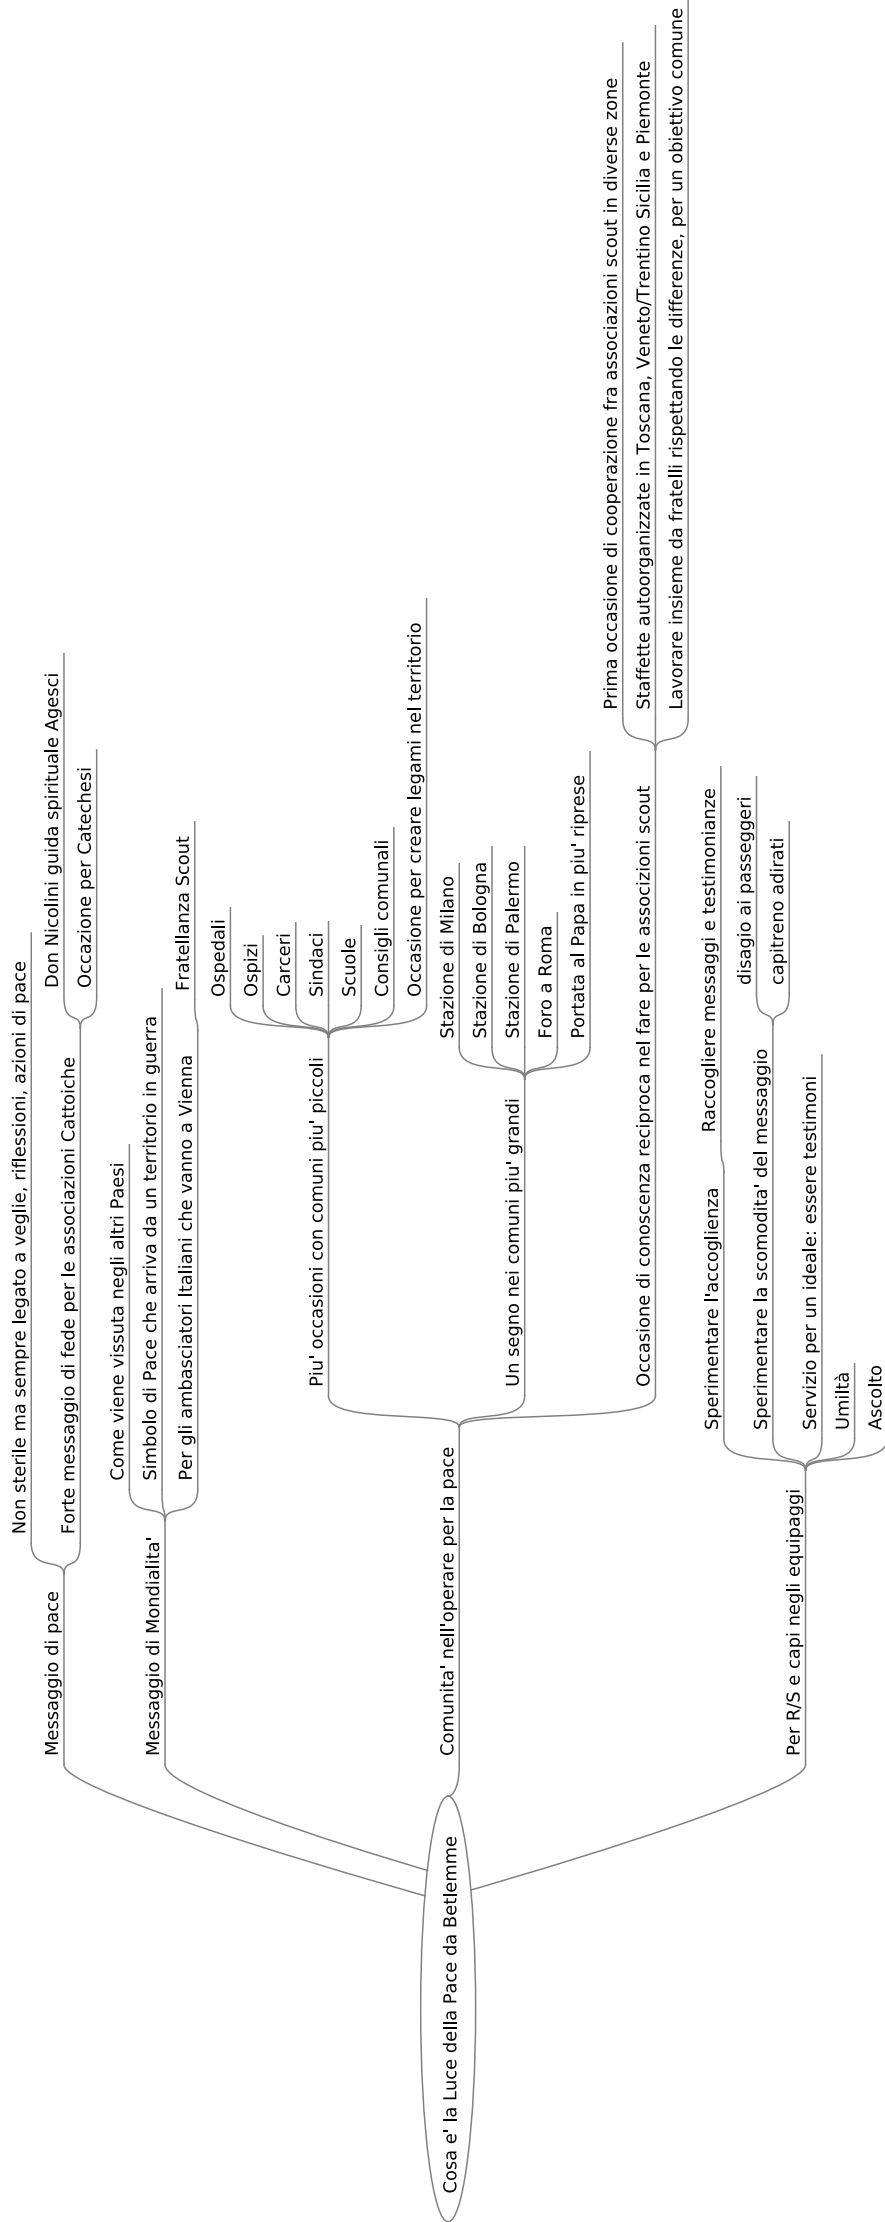 Cosa e' la Luce della Pace da Betlemme
Messaggio di pace
Non sterile ma sempre legato a veglie, riflessioni, azioni di pace
Forte messaggio di fede per le associazioni Cattoiche
Don Nicolini guida spirituale Agesci
Occazione per Catechesi
Messaggio di Mondialita'
Come viene vissuta negli altri Paesi
Simbolo di Pace che arriva da un territorio in guerra
Per gli ambasciatori Italiani che vanno a Vienna
Fratellanza Scout
Comunita' nell'operare per la pace
Piu' occasioni con comuni piu' piccoli
Ospedali
Ospizi
Carceri
Sindaci
Scuole
Consigli comunali
Occasione per creare legami nel territorio
Un segno nei comuni piu' grandi
Stazione di Milano
Stazione di Bologna
Stazione di Palermo
Foro a Roma
Portata al Papa in piu' riprese
Occasione di conoscenza reciproca nel fare per le associzioni scout
Prima occasione di cooperazione fra associazioni scout in diverse zone
Staffette autoorganizzate in Toscana, Veneto/Trentino Sicilia e Piemonte
Lavorare insieme da fratelli rispettando le differenze, per un obiettivo comune
Per R/S e capi negli equipaggi
Sperimentare l'accoglienza
Raccogliere messaggi e testimonianze
Sperimentare la scomodita' del messaggio
disagio ai passeggeri
capitreno adirati
Servizio per un ideale: essere testimoni
Umiltà
Ascolto